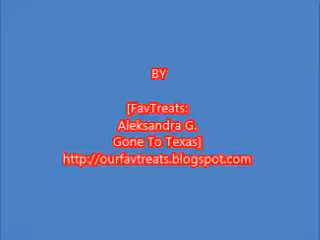 BY
[FavTreats:
Aleksandra G.
Gone To Texas]
http://ourfavtreats.blogspot.com